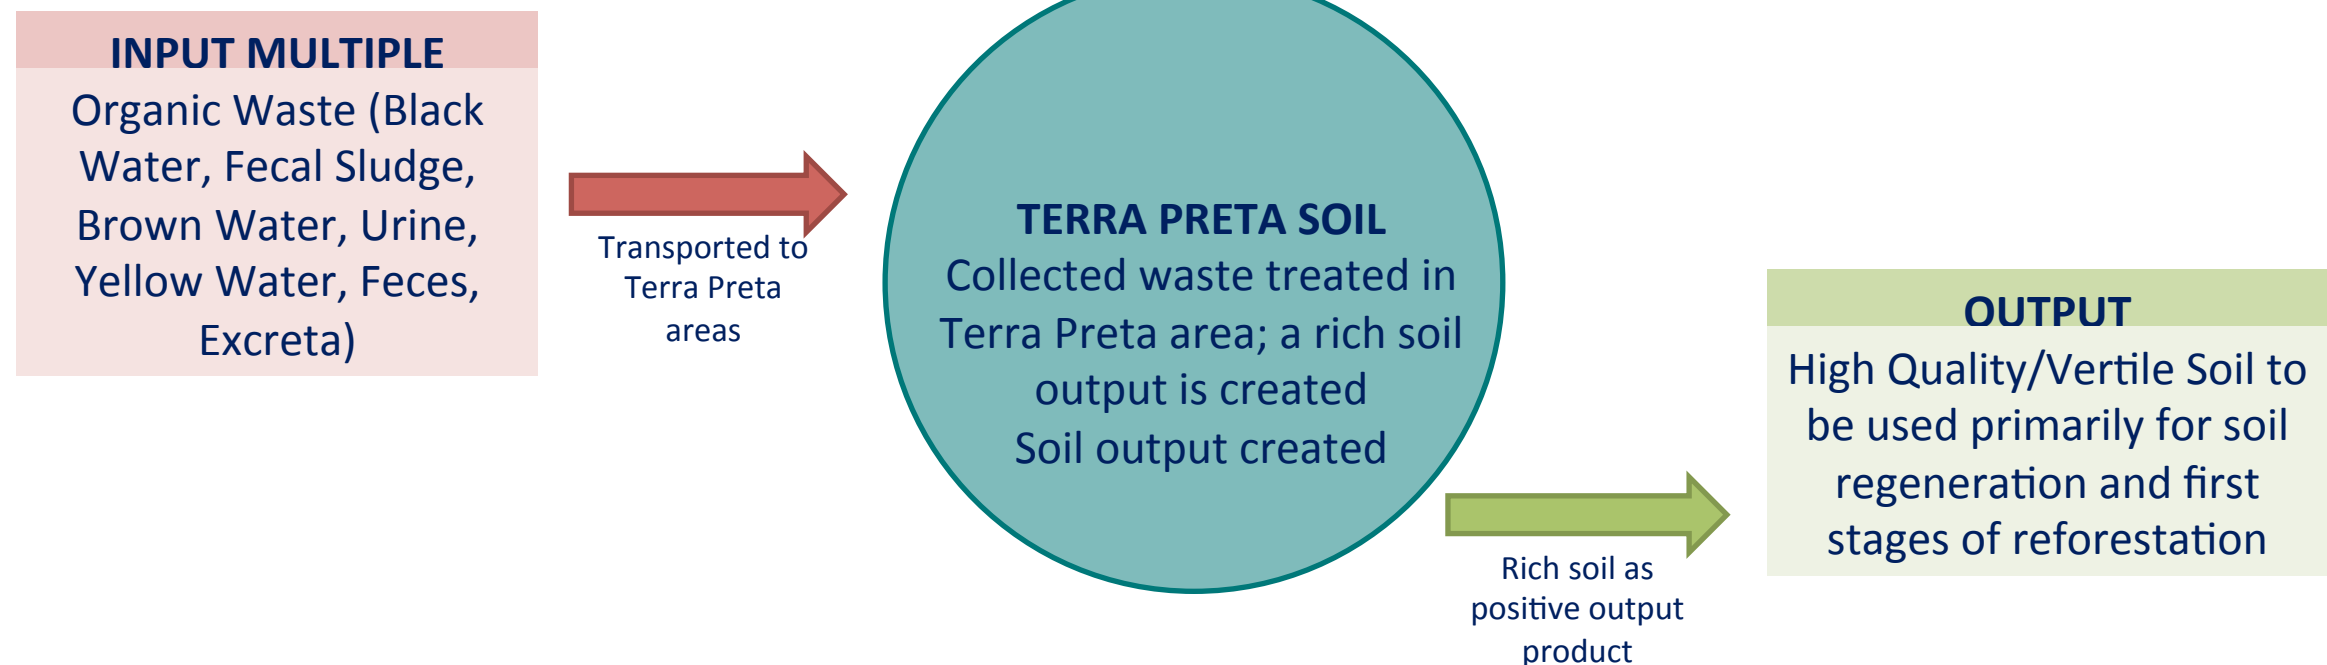 INPUT MULTIPLE
Organic Waste (Black
Water, Fecal Sludge,
Brown Water, Urine,
Yellow Water, Feces,
Excreta)
Transported to
Terra Preta
areas
TERRA PRETA SOIL
Collected waste treated in
Terra Preta area; a rich soil
output is created
Soil output created
Rich soil as
positive output
product
OUTPUT
High Quality/Vertile Soil to
be used primarily for soil
regeneration and first
stages of reforestation